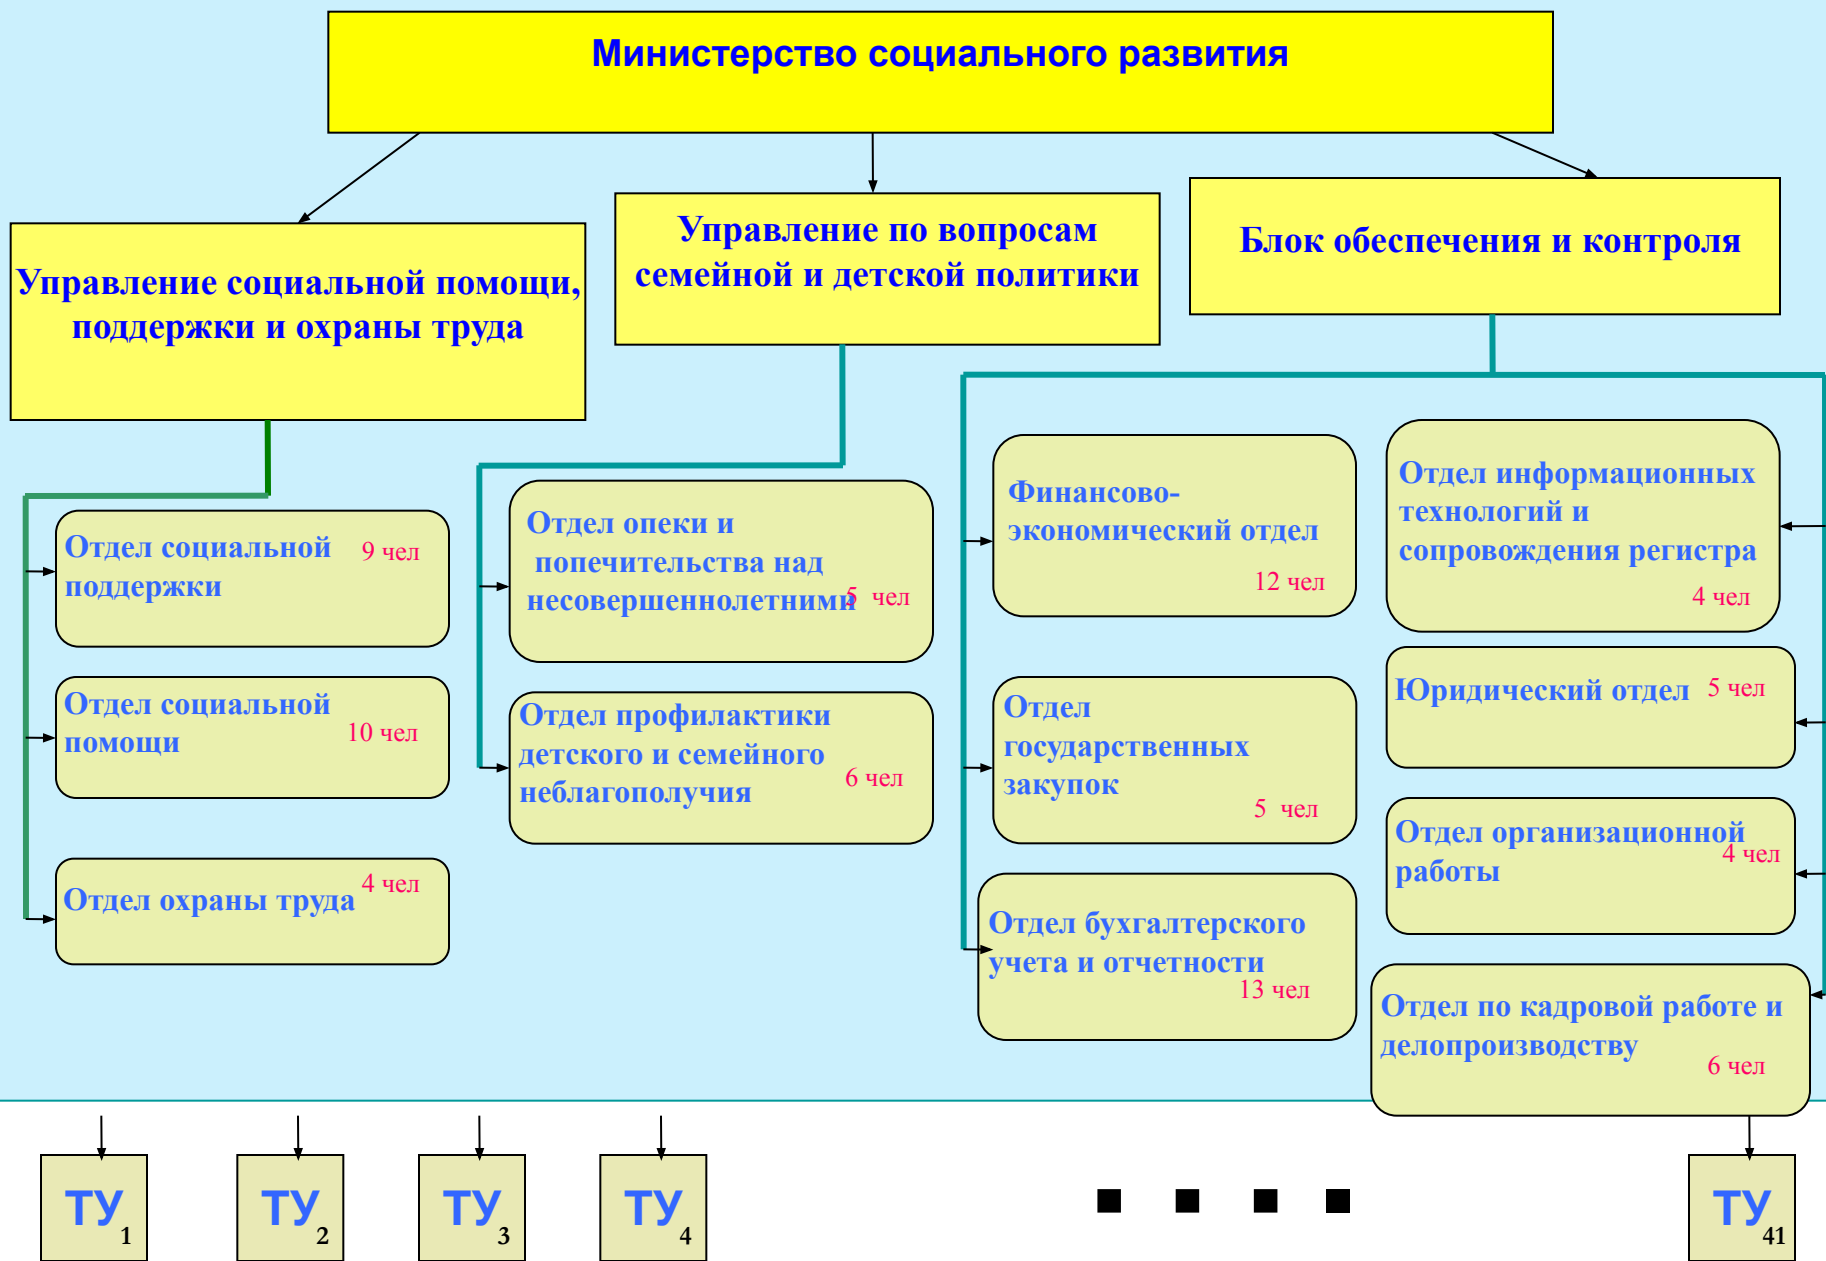 Министерство социального развития
Управление социальной помощи,
поддержки и охраны труда
Управление по вопросам
семейной и детской политики
Блок обеспечения и контроля
Отдел социальной
поддержки
9 чел
Отдел социальной
помощи
10 чел
Отдел охраны труда
4 чел
Отдел опеки и
попечительства над
несовершеннолетними
5 чел
Отдел профилактики
детского и семейного
неблагополучия
6 чел
Финансово-
экономический отдел
12 чел
Отдел
государственных
закупок
5 чел
Отдел бухгалтерского
учета и отчетности
13 чел
Отдел информационных
технологий и
сопровождения регистра
4 чел
Юридический отдел
5 чел
Отдел организационной
работы
4 чел
Отдел по кадровой работе и
делопроизводству
6 чел
ТУ 1
ТУ 2
ТУ 3
ТУ 4
ТУ 41